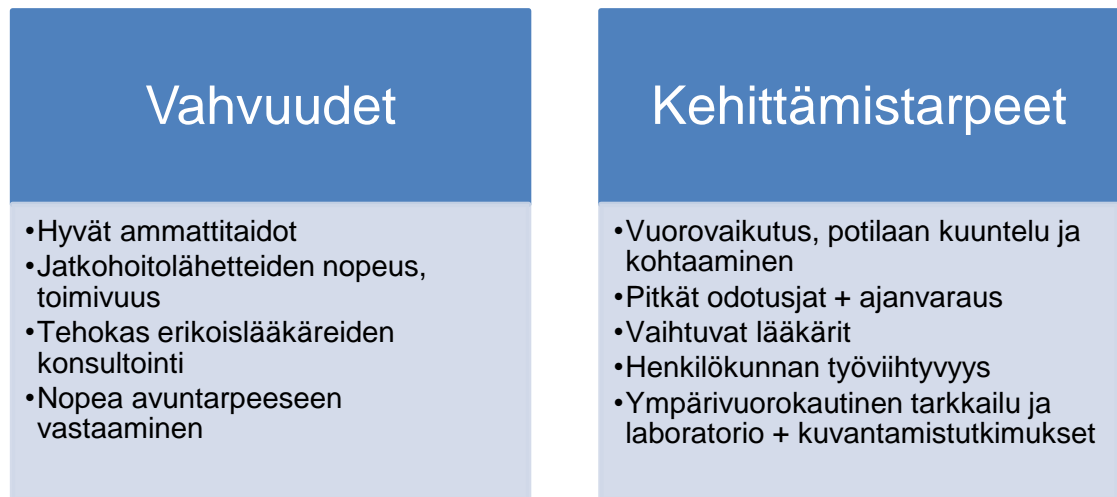 Vahvuudet
•Hyvät ammattitaidot
•Jatkohoitolähetteiden nopeus,
toimivuus
•Tehokas erikoislääkäreiden
konsultointi
•Nopea avuntarpeeseen
vastaaminen
Kehittämistarpeet
•Vuorovaikutus, potilaan kuuntelu ja
kohtaaminen
•Pitkät odotusjat + ajanvaraus
•Vaihtuvat lääkärit
•Henkilökunnan työviihtyvyys
•Ympärivuorokautinen tarkkailu ja
laboratorio + kuvantamistutkimukset